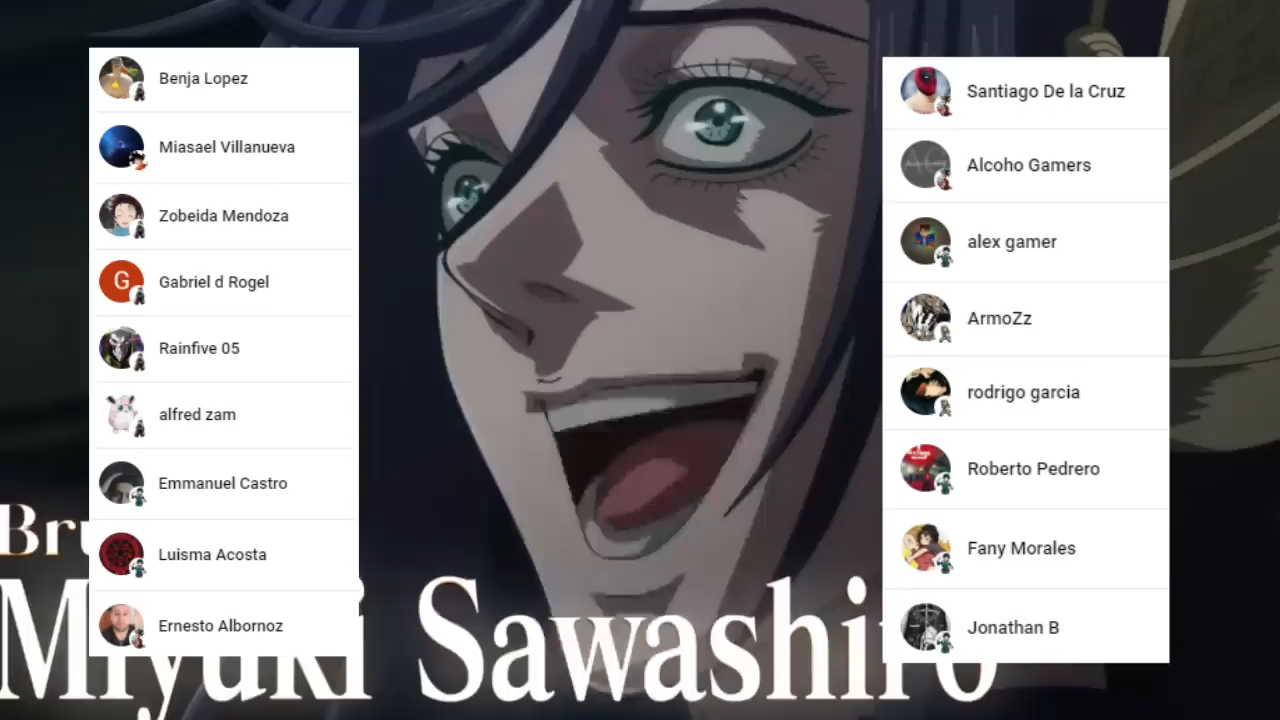 Benja Lopez
Miasael Villanueva
Zobeida Mendoza
G
Gabriel d Rogel
Rainfive 05
alfred zam
Emmanuel Castro
Luisma Acosta
Ernesto Albornoz
Santiago De la Cruz
Alcoho Gamers
alex gamer
ArmoZz
rodrigo garcia
Roberto Pedrero
Fany Morales
Jonathan B
Miyuki Sawashiro